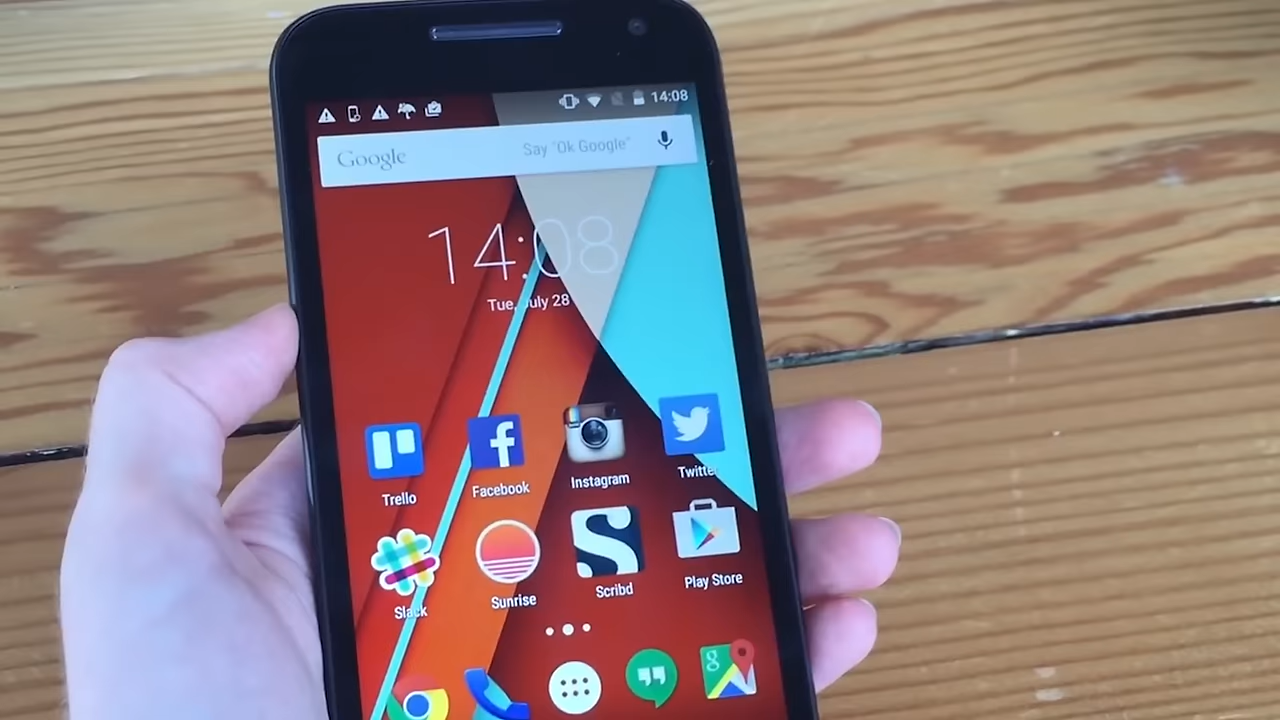 14:08
Google Say "Ok Google"
14:08
Tue, July 28
Trello Facebook Instagram Twitter
Slack Sunrise Scribd Play Store